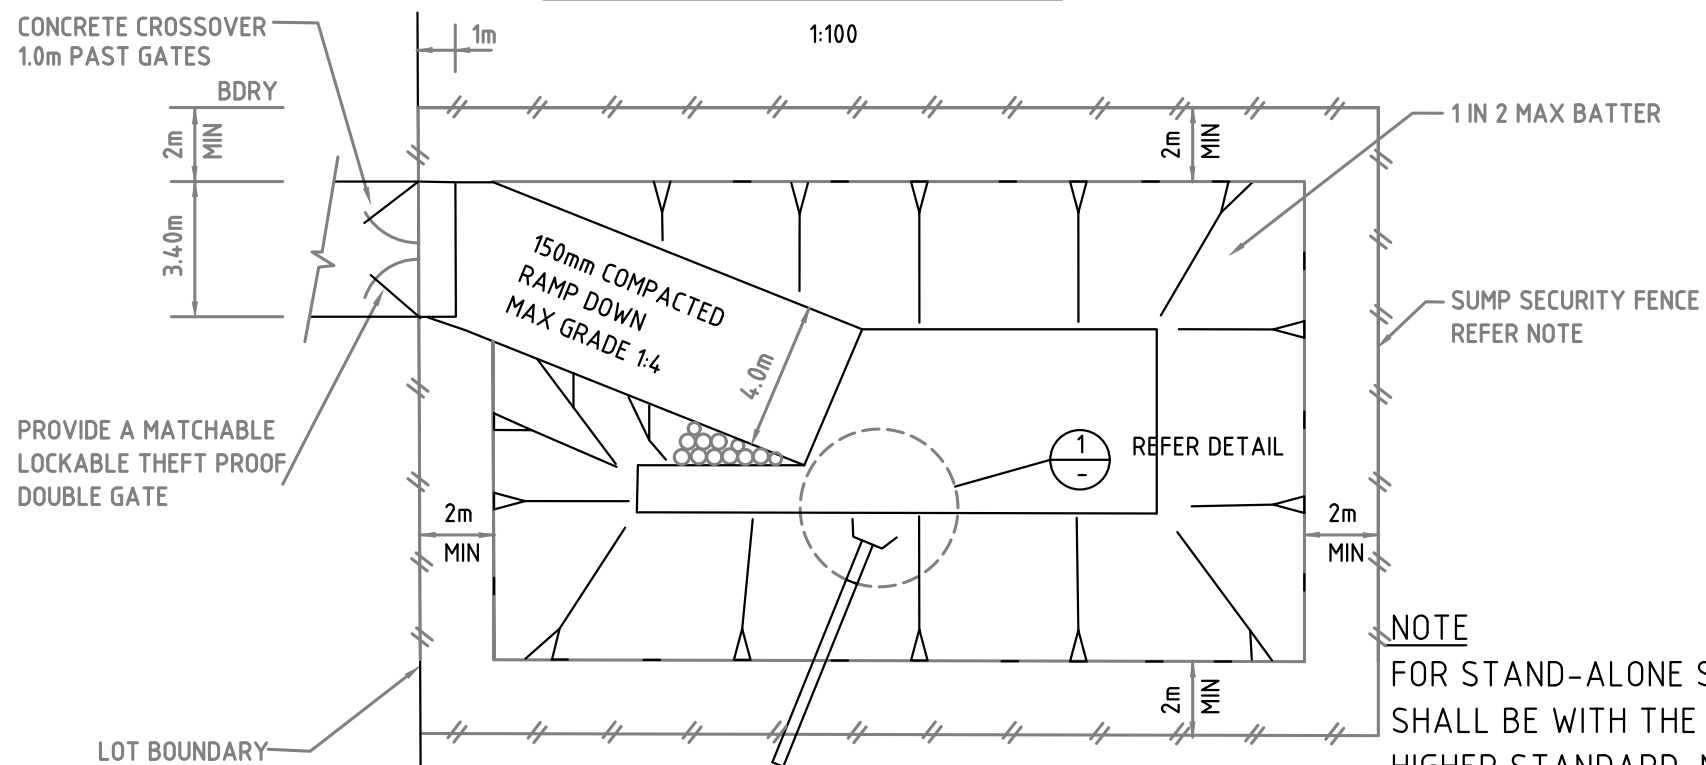 CONCRETE CROSSOVER
1.0m PAST GATES
1m
1:100
BDRY
2m
MIN
3.40m
2m
MIN
1 IN 2 MAX BATTER
150mm COMPACTED
RAMP DOWN
MAX GRADE 1:4
4.0m
SUMP SECURITY FENCE
REFER NOTE
PROVIDE A MATCHABLE
LOCKABLE THEFT PROOF
DOUBLE GATE
1
-
REFER DETAIL
2m
MIN
2m
MIN
2m
MIN
LOT BOUNDARY
NOTE
FOR STAND-ALONE S
SHALL BE WITH THE
HIGHER STANDARD